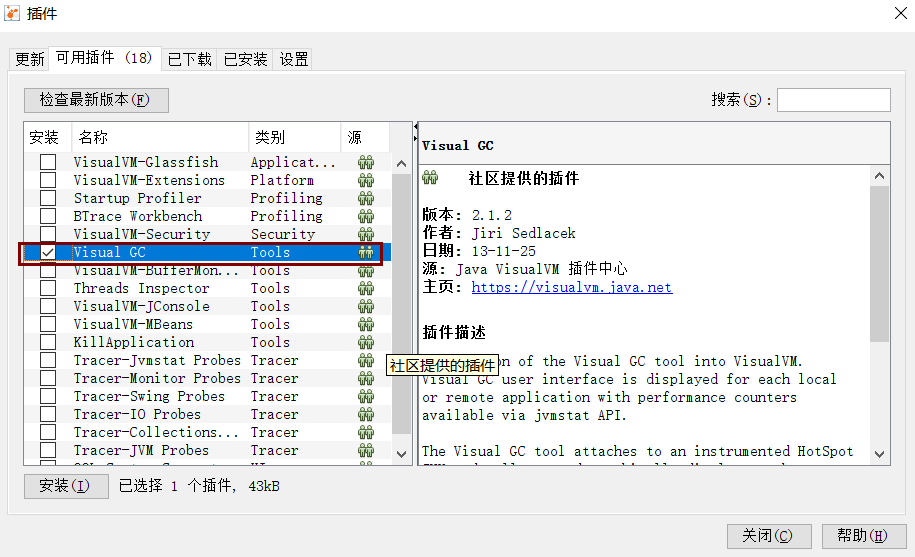 插件
更新 可用插件 (18) 已下载 已安装 设置
检查最新版本(F) 搜索(S):
安装 名称 类别 源
VisualVM-Glassfish Applicat...
VisualVM-Extensions Platform
Startup Profiler Profiling
BTrace Workbench Profiling
VisualVM-Security Security
Visual GC Tools
VisualVM-BufferMon... Tools
Threads Inspector Tools
VisualVM-JConsole Tools
VisualVM-MBeans Tools
KillApplication Tools
Tracer-Jvmstat Probes Tracer
Tracer-Monitor Probes Tracer
Tracer-Swing Probes Tracer
Tracer-IO Probes Tracer
Tracer-Collections... Tracer
Tracer-JVM Probes Tracer
Visual GC
社区提供的插件
版本: 2.1.2
作者: Jiri Sedlacek
日期: 13-11-25
源: Java VisualVM 插件中心
主页: https://visualvm.java.net
插件描述
社区提供的插件
on of the Visual GC tool into VisualVM.
Visual GC user interface is displayed for each local
or remote application with performance counters
available via jvmstat API.
The Visual GC tool attaches to an instrumented HotSpot
安装(I) 已选择 1 个插件, 43kB
关闭(C) 帮助(H)